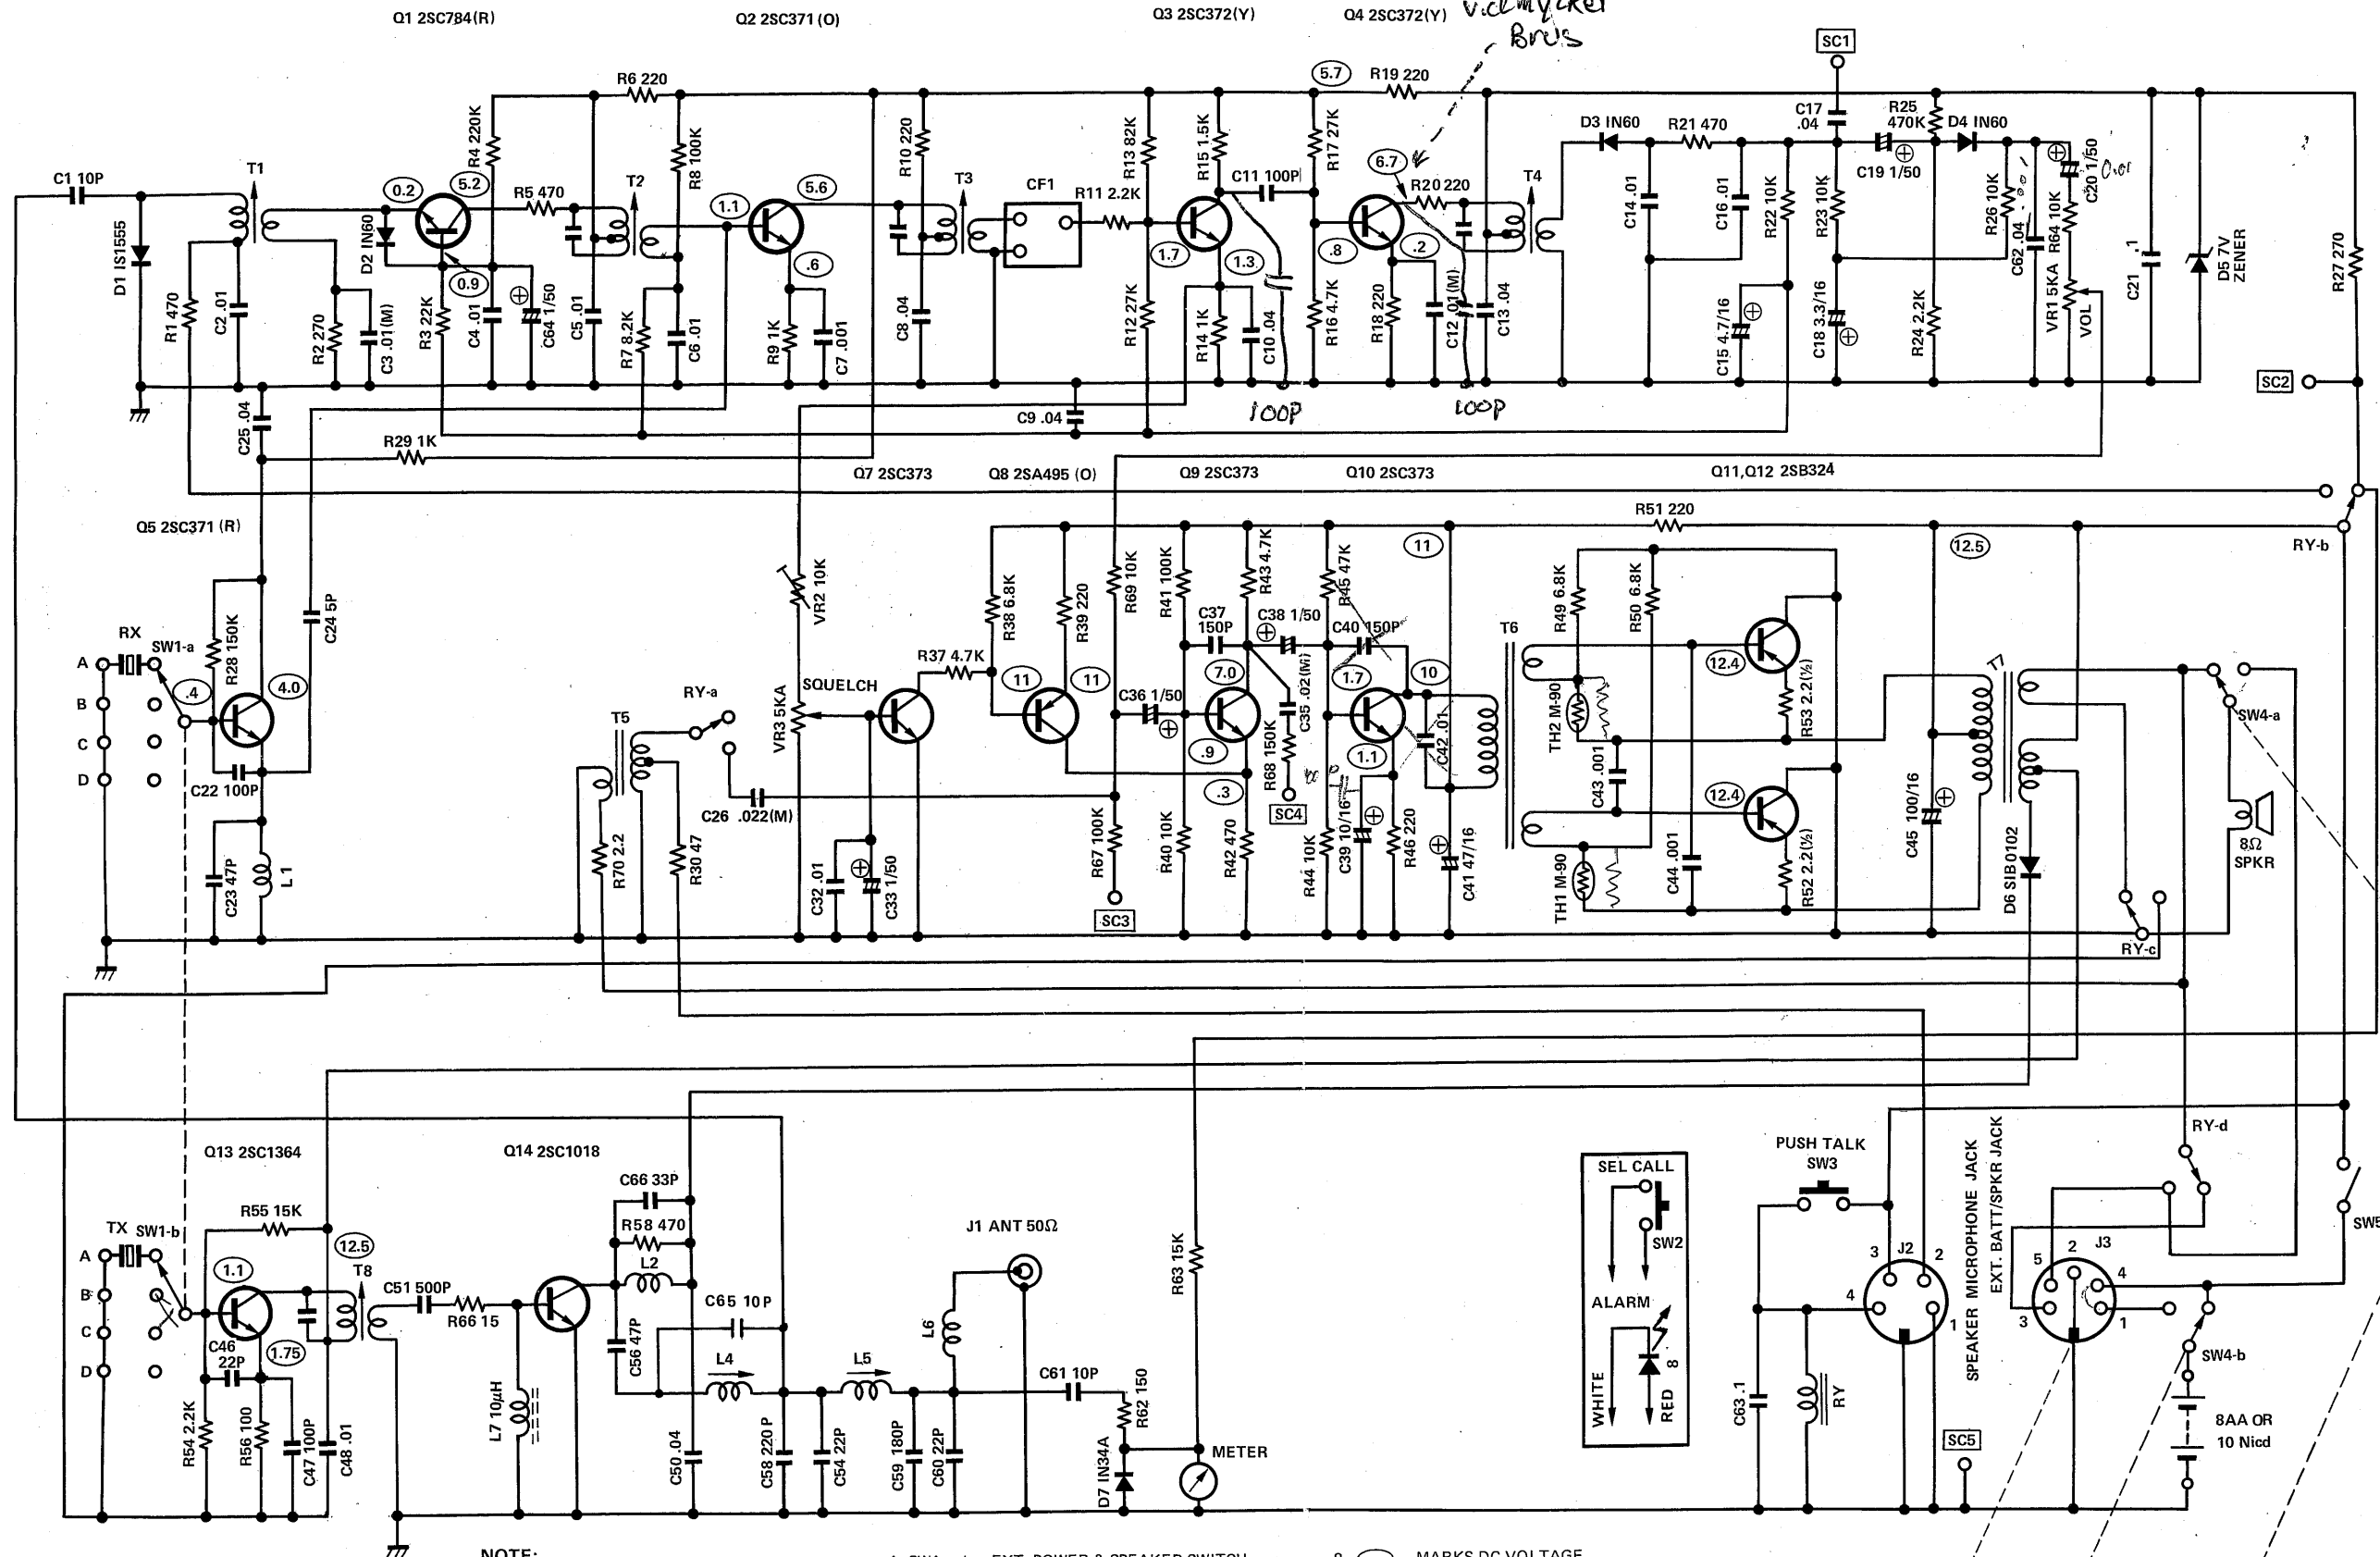 Q1 2SC784(R)
Q2 2SC371(O)
Q3 2SC372(Y)
Q4 2SC372(Y)
Brus
SC1
R6 220
5.7
R19 220
R4 220K
R8 100K
R10 220
R13 82K
R15 1.5K
R17 27K
C17
.04
R25
470K
D3 IN60
R21 470
D4 IN60
C19 1/50
C20 1/50
0.01
T1
C1 10P
0.2
5.2
R5 470
T2
1.1
5.6
T3
CF1
R11 2.2K
C11 100P
6.7
R20 220
T4
C14 .01
C16 .01
R22 10K
R23 10K
R26 10K
R64 10K
C62 .04
C21 .1
D5 7V
ZENER
R27 270
D1 IS1555
D2 IN60
0.9
.6
1.7
1.3
.8
.2
R1 470
C2 .01
R2 270
C3 .01(M)
R3 22K
C4 .01
C64 1/50
C5 .01
R7 8.2K
C6 .01
R9 1K
C7 .001
C8 .04
R12 27K
R14 1K
C10 .04
R16 4.7K
R18 220
C12 .01(M)
C13 .04
C15 4.7/16
C18 3.3/16
R24 2.2K
VR1 5KA
VOL
SC2
100P
100P
C25 .04
C9 .04
R29 1K
Q7 2SC373
Q8 2SA495 (O)
Q9 2SC373
Q10 2SC373
Q11,Q12 2SB324
Q5 2SC371 (R)
R51 220
11
12.5
RY-b
R28 150K
C24 5P
VR2 10K
R38 6.8K
R39 220
R69 10K
R41 100K
R43 4.7K
R45 47K
R49 6.8K
R50 6.8K
C37
150P
C38 1/50
C40 150P
T6
RX
SW1-a
A
B
C
D
.4
4.0
C22 100P
C23 47P
L1
T5
RY-a
R70 2.2
R30 47
C26 .022(M)
SQUELCH
VR3 5KA
R37 4.7K
11
11
C36 1/50
7.0
.9
.3
C35 .02(M)
R68 150K
SC4
1.7
10
1.1
C42 .01
12.4
12.4
R53 2.2(½)
R52 2.2(½)
TH2 M-90
TH1 M-90
C43 .001
C44 .001
C45 100/16
T7
D6 SIB0102
SW4-a
8Ω
SPKR
C32 .01
C33 1/50
R67 100K
SC3
R40 10K
R42 470
R44 10K
C39 10/16
R46 220
C41 47/16
RY-c
RY-d
Q13 2SC1364
Q14 2SC1018
C66 33P
R58 470
L2
R55 15K
TX
SW1-b
A
B
C
D
1.1
12.5
T8
C51 500P
R66 15
C46
22P
1.75
R54 2.2K
R56 100
C47 100P
C48 .01
L7 10μH
C56 47P
C65 10P
L4
L5
L6
C50 .04
C58 220P
C54 22P
C59 180P
C60 22P
J1 ANT 50Ω
C61 10P
R62 150
R63 15K
D7 IN34A
METER
SEL CALL
SW2
ALARM
8
WHITE
RED
PUSH TALK
SW3
3
J2
2
4
1
C63 .1
RY
SPEAKER MICROPHONE JACK
EXT. BATT/SPKR JACK
5
2
J3
4
3
1
SC5
SW5
SW4-b
8AA OR
10 Nicd
NOTE:
EXT. POWER & SPEAKER SWITCH
MARKS DC VOLTAGE